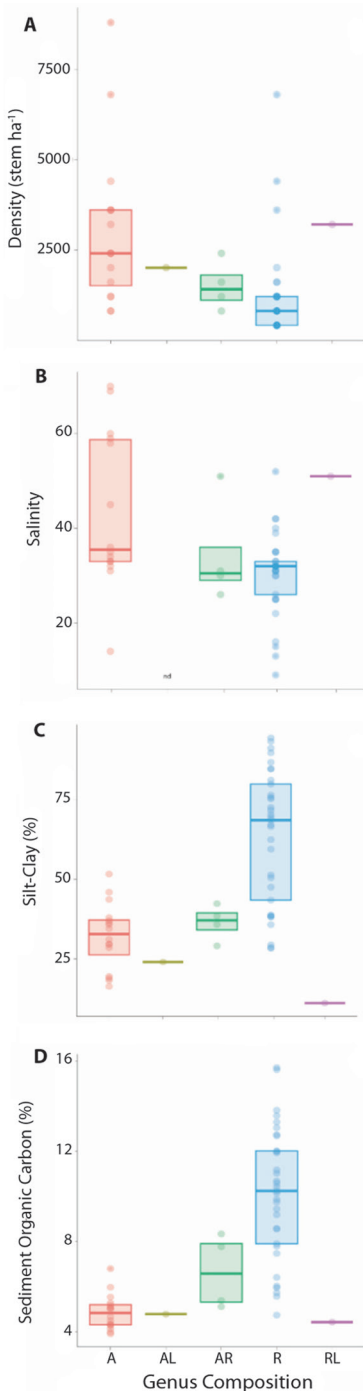 A
7500
5000
2500
Density (stem ha⁻¹)
B
60
40
20
Salinity
nd
C
75
50
25
Silt-Clay (%)
D
16
12
8
4
Sediment Organic Carbon (%)
A AL AR R RL
Genus Composition